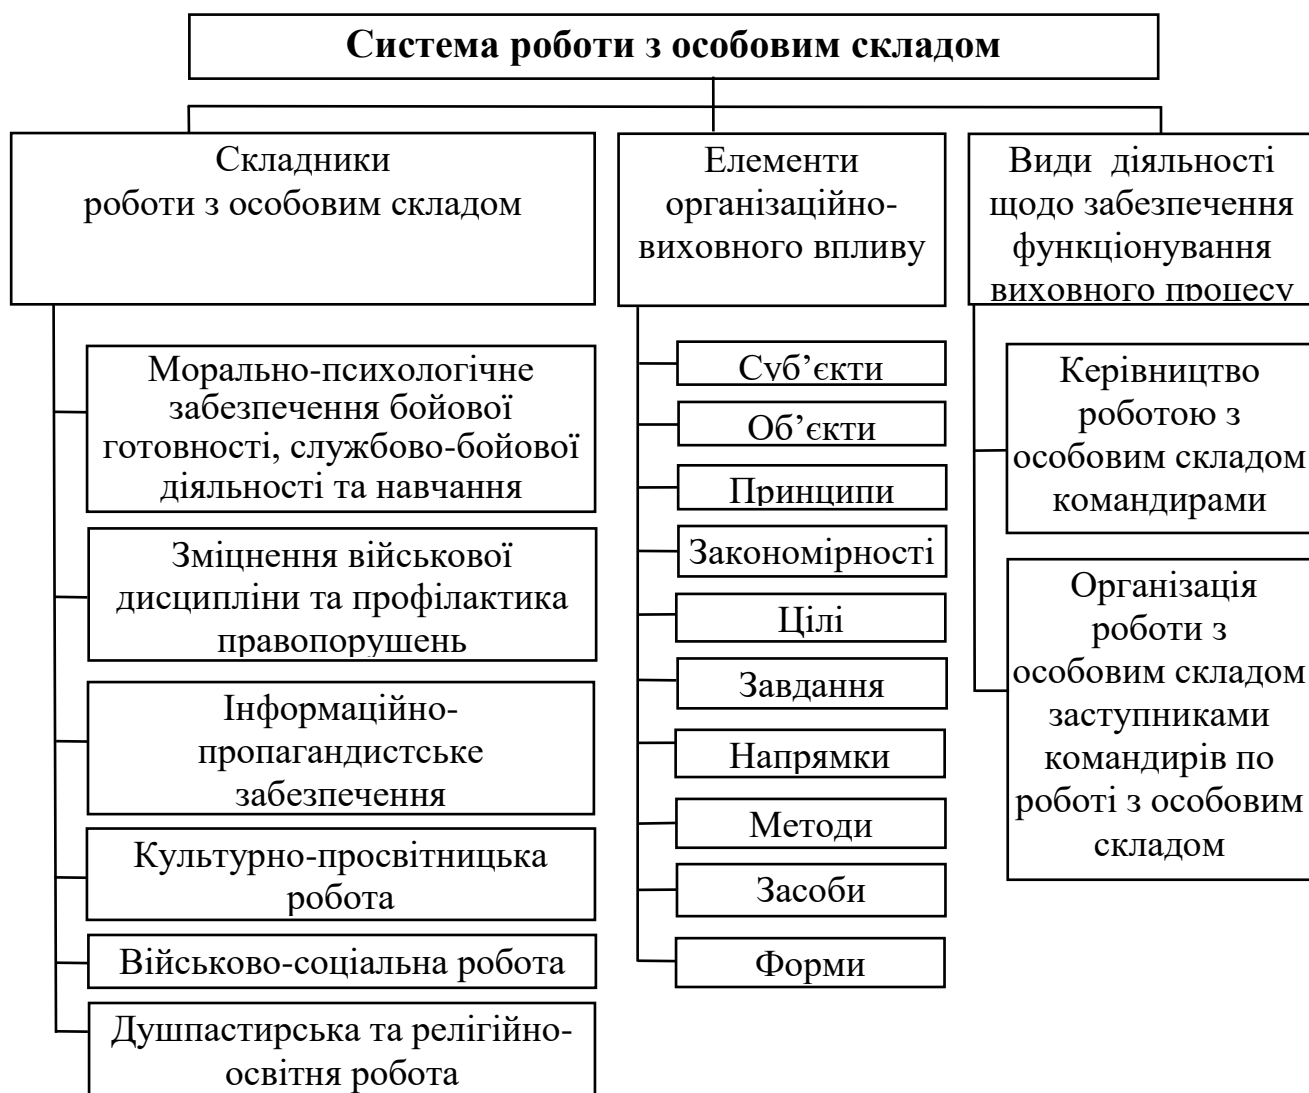 Система роботи з особовим складом
Складники
роботи з особовим складом
Морально-психологічне
забезпечення бойової
готовності, службово-бойової
діяльності та навчання
Зміцнення військової
дисципліни та профілактика
правопорушень
Інформаційно-
пропагандистське
забезпечення
Культурно-просвітницька
робота
Військово-соціальна робота
Душпастирська та релігійно-
освітня робота
Елементи
організаційно-
виховного впливу
Суб’єкти
Об’єкти
Принципи
Закономірності
Цілі
Завдання
Напрямки
Методи
Засоби
Форми
Види діяльності
щодо забезпечення
функціонування
виховного процесу
Керівництво
роботою з
особовим складом
командирами
Організація
роботи з
особовим складом
заступниками
командирів по
роботі з особовим
складом